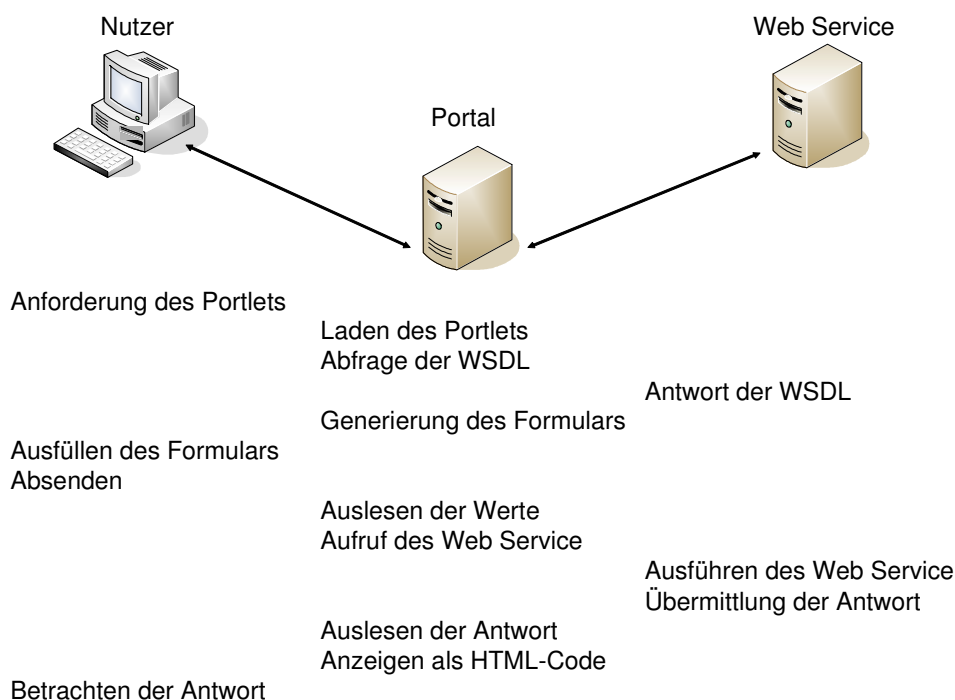 Nutzer
Web Service
Portal
Anforderung des Portlets
Laden des Portlets
Abfrage der WSDL
Antwort der WSDL
Generierung des Formulars
Ausfüllen des Formulars
Absenden
Auslesen der Werte
Aufruf des Web Service
Ausführen des Web Service
Übermittlung der Antwort
Auslesen der Antwort
Anzeigen als HTML-Code
Betrachten der Antwort